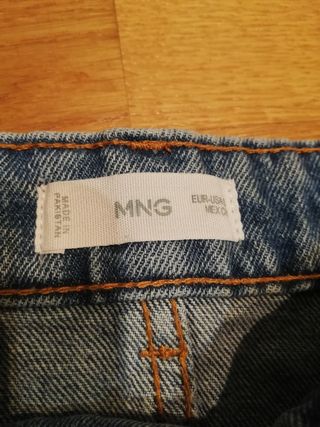 MADE IN
PAKISTAN
MNG
EUR-USA
MEX